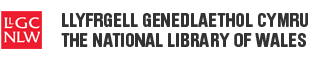 LLGC
NLW
LLYFRGELL GENEDLAETHOL CYMRU
THE NATIONAL LIBRARY OF WALES